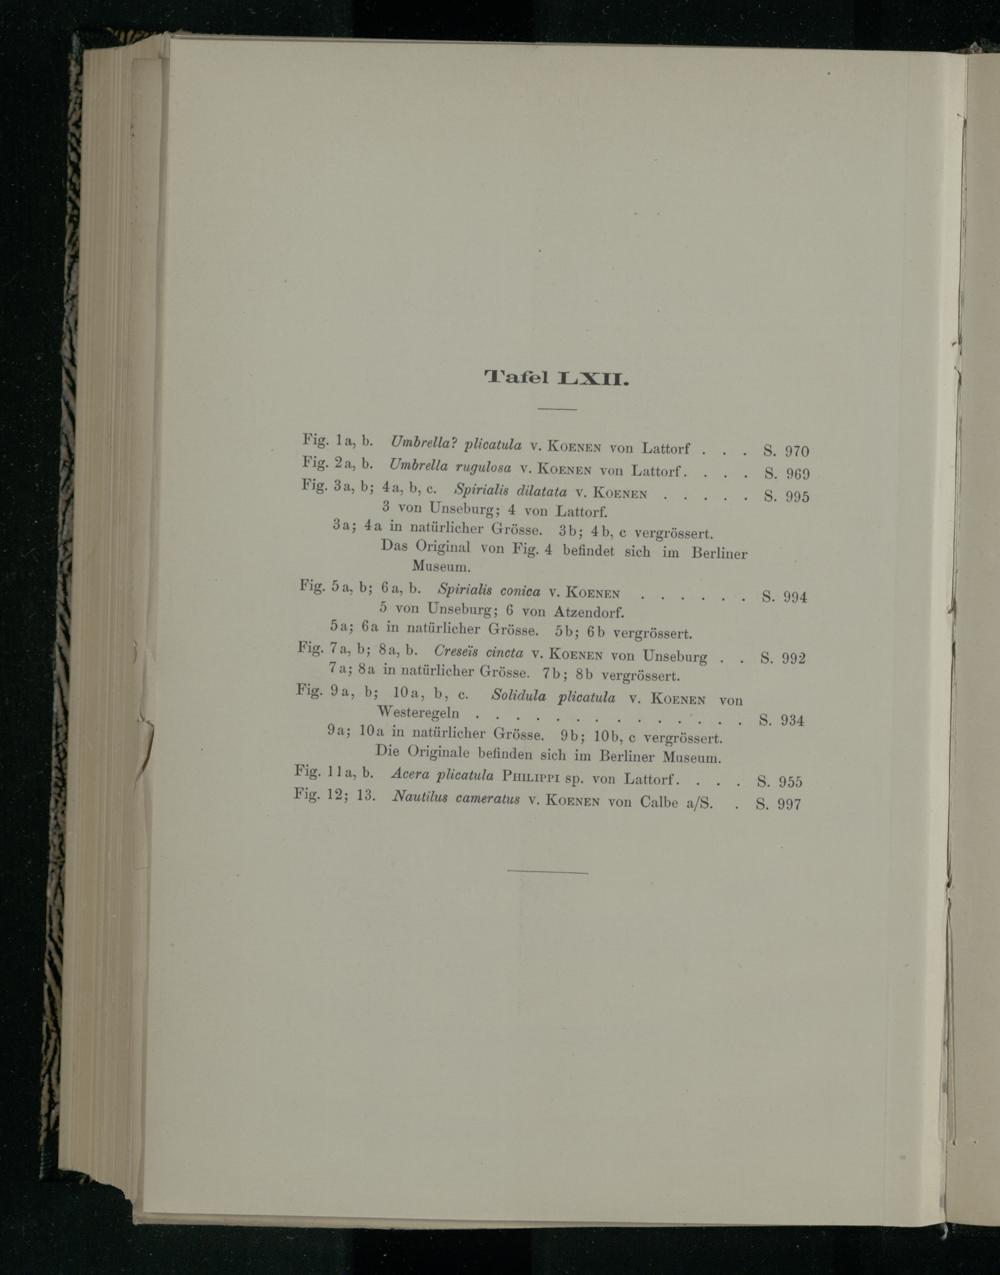 Tafel LXII.
Fig. 1a, b. Umbrella? plicatula v. Koenen von Lattorf . . . S. 970
Fig. 2a, b. Umbrella rugulosa v. Koenen von Lattorf. . . . S. 969
Fig. 3a, b; 4a, b, c. Spirialis dilatata v. Koenen . . . . . S. 995
3 von Unseburg; 4 von Lattorf.
3a; 4a in natürlicher Grösse. 3b; 4b, c vergrössert.
Das Original von Fig. 4 befindet sich im Berliner
Museum.
Fig. 5a, b; 6a, b. Spirialis conica v. Koenen . . . . . . S. 994
5 von Unseburg; 6 von Atzendorf.
5a; 6a in natürlicher Grösse. 5b; 6b vergrössert.
Fig. 7a, b; 8a, b. Creseïs cincta v. Koenen von Unseburg . . S. 992
7a; 8a in natürlicher Grösse. 7b; 8b vergrössert.
Fig. 9a, b; 10a, b, c. Solidula plicatula v. Koenen von
Westeregeln . . . . . . . . . . . . . . S. 934
9a; 10a in natürlicher Grösse. 9b; 10b, c vergrössert.
Die Originale befinden sich im Berliner Museum.
Fig. 11a, b. Acera plicatula Philippi sp. von Lattorf. . . . S. 955
Fig. 12; 13. Nautilus cameratus v. Koenen von Calbe a/S. . S. 997